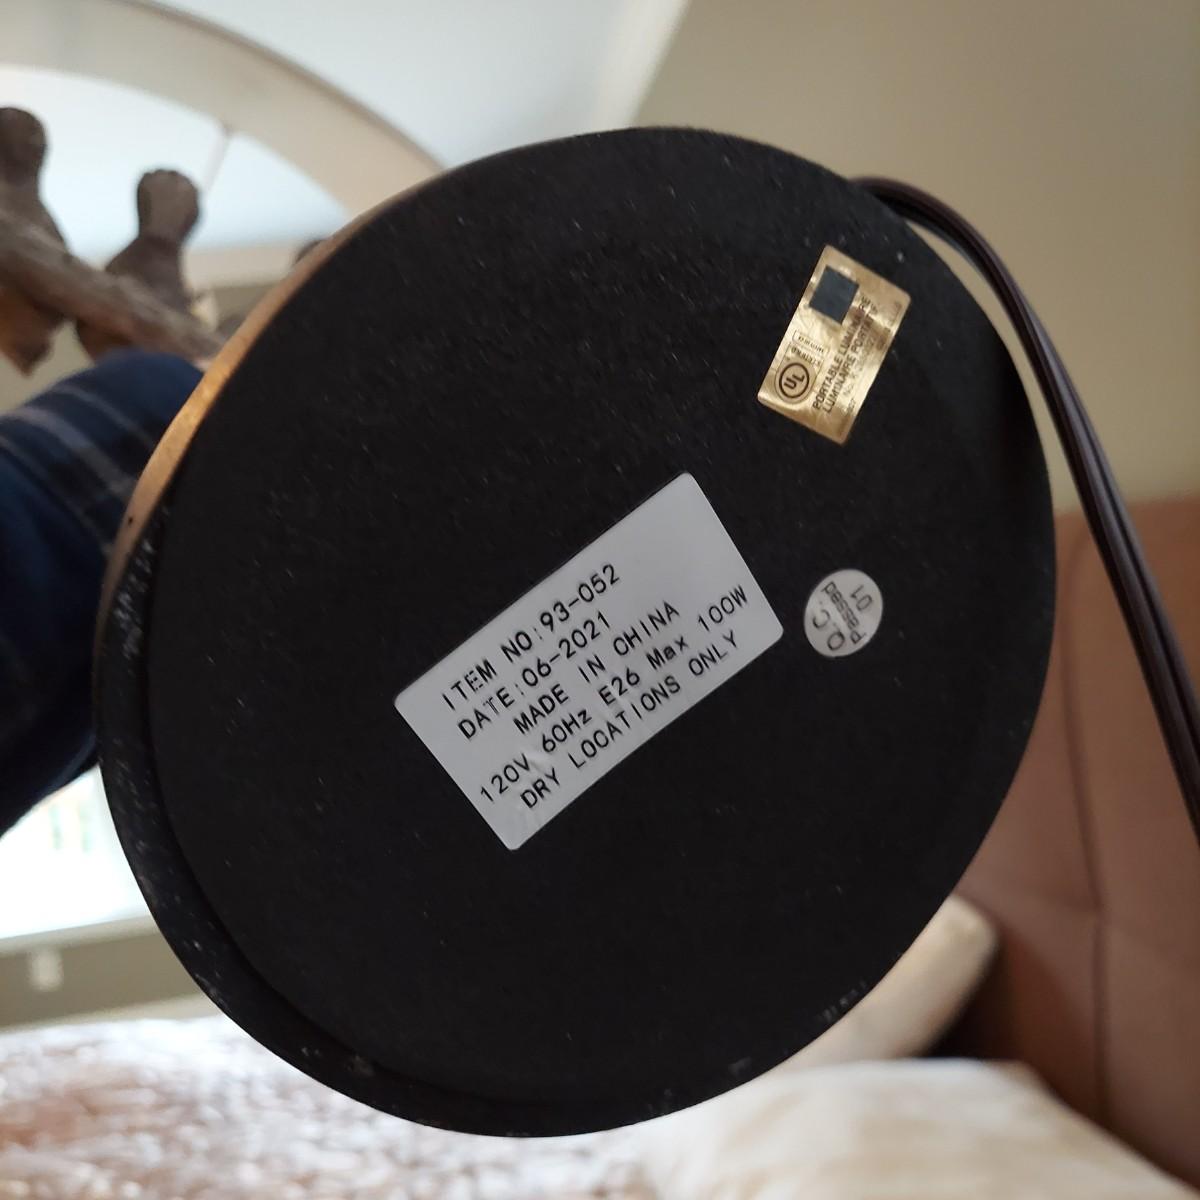 ITEM NO:93-052
DATE:06-2021
MADE IN CHINA
120V 60Hz E26 Max 100W
DRY LOCATIONS ONLY
Q.C.
Passed
01
UL
PORTABLE LUMINAIRE
LUMINAIRE PORTATIF